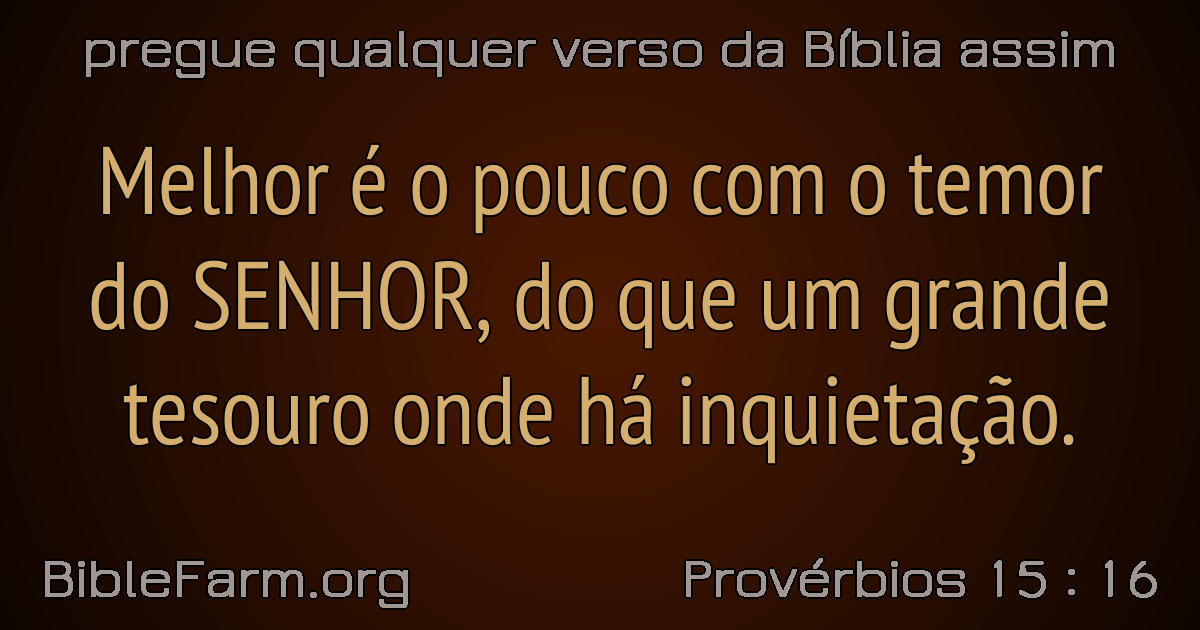 pregue qualquer verso da Bíblia assim
Melhor é o pouco com o temor
do SENHOR, do que um grande
tesouro onde há inquietação.
BibleFarm.org
Provérbios 15 : 16